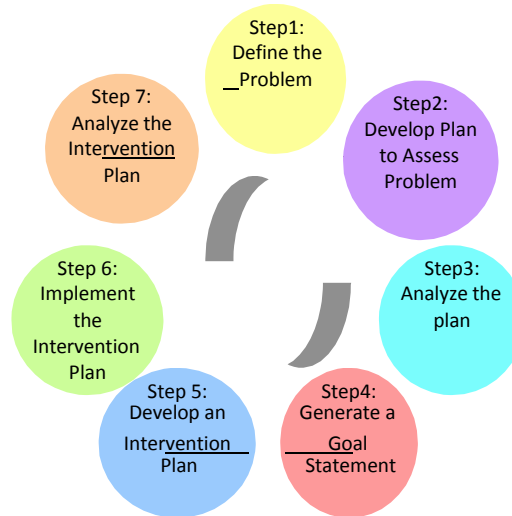 Step1:
Define the
_Problem
Step2:
Develop Plan
to Assess
Problem
Step3:
Analyze the
plan
Step4:
Generate a
Goal
Statement
Step 5:
Develop an
Intervention
Plan
Step 6:
Implement
the
Intervention
Plan
Step 7:
Analyze the
Intervention
Plan